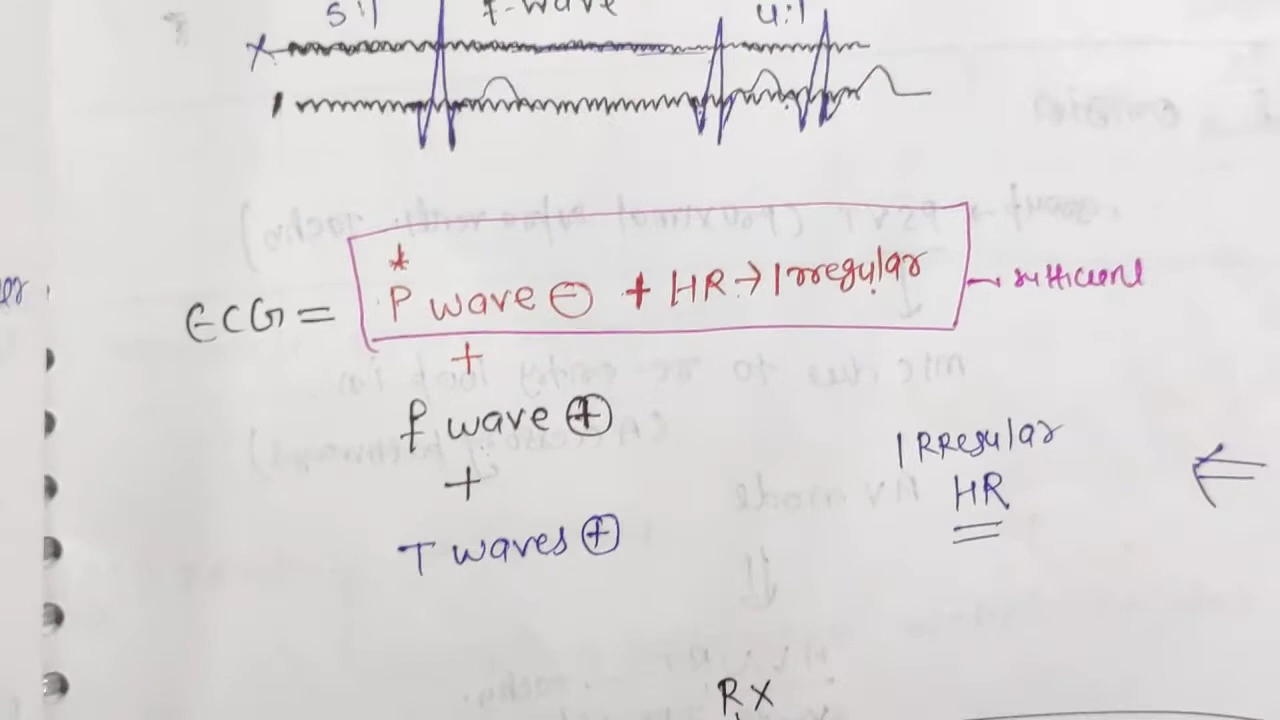 5:1 f-wave 4:1
ECG = * P wave ⊖ + HR → Irregular - sufficient
+
f wave ⊕
+
T waves ⊕
IRRegular
HR
RX